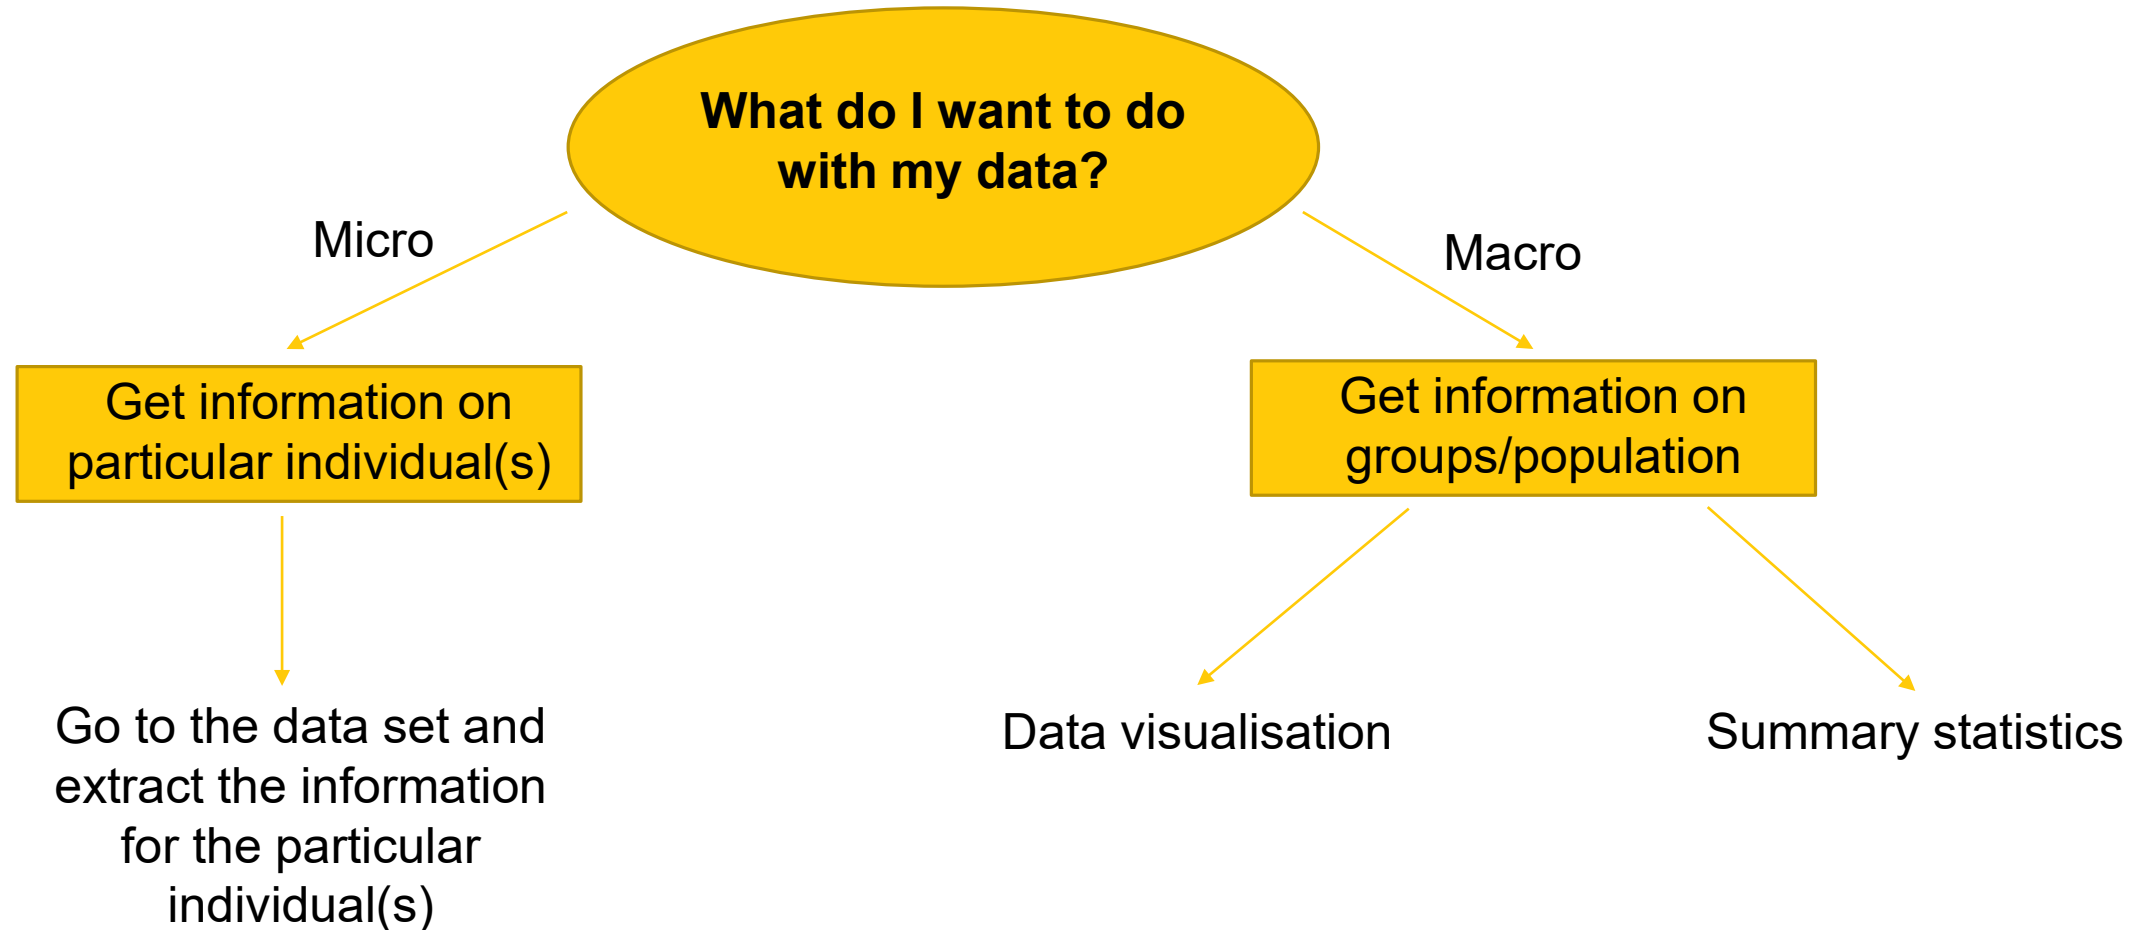 What do I want to do
with my data?
Micro
Macro
Get information on
particular individual(s)
Get information on
groups/population
Go to the data set and
extract the information
for the particular
individual(s)
Data visualisation
Summary statistics